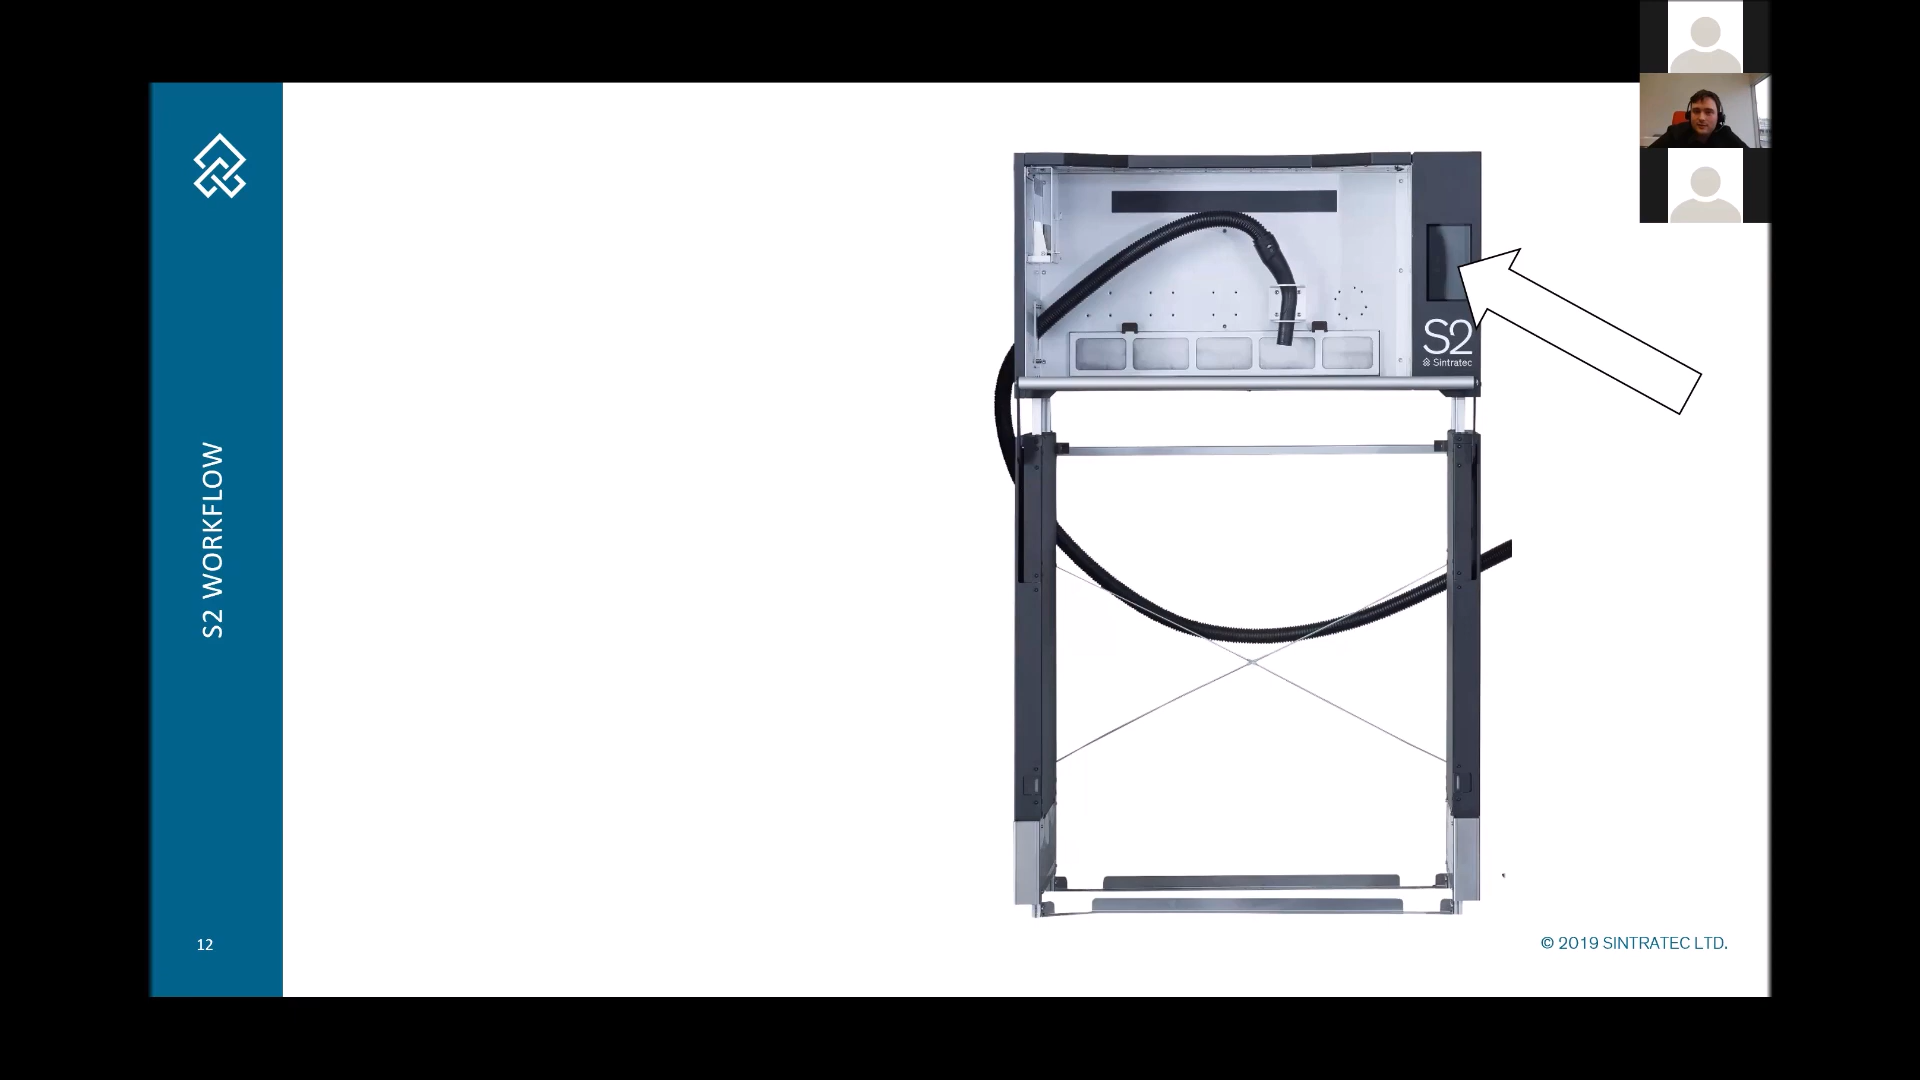 S2 WORKFLOW
12
S2
Sintratec
© 2019 SINTRATEC LTD.